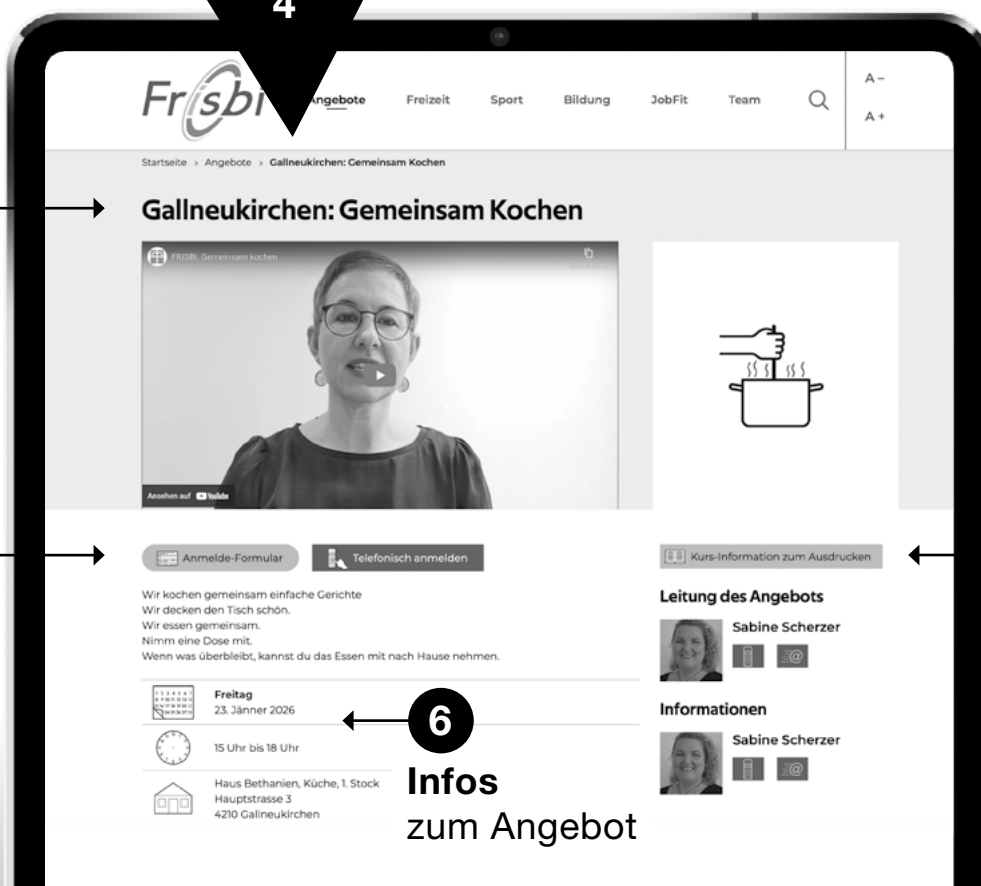 4
Frisbi
Angebote Freizeit Sport Bildung JobFit Team
A –
A +
Startseite > Angebote > Gallneukirchen: Gemeinsam Kochen
Gallneukirchen: Gemeinsam Kochen
FRISBI: Gemeinsam kochen
Ansehen auf YouTube
Anmelde-Formular
Telefonisch anmelden
Kurs-Information zum Ausdrucken
Wir kochen gemeinsam einfache Gerichte
Wir decken den Tisch schön.
Wir essen gemeinsam.
Nimm eine Dose mit.
Wenn was überbleibt, kannst du das Essen mit nach Hause nehmen.
Freitag
23. Jänner 2026
15 Uhr bis 18 Uhr
Haus Bethanien, Küche, 1. Stock
Hauptstrasse 3
4210 Gallneukirchen
6
Infos
zum Angebot
Leitung des Angebots
Sabine Scherzer
Informationen
Sabine Scherzer